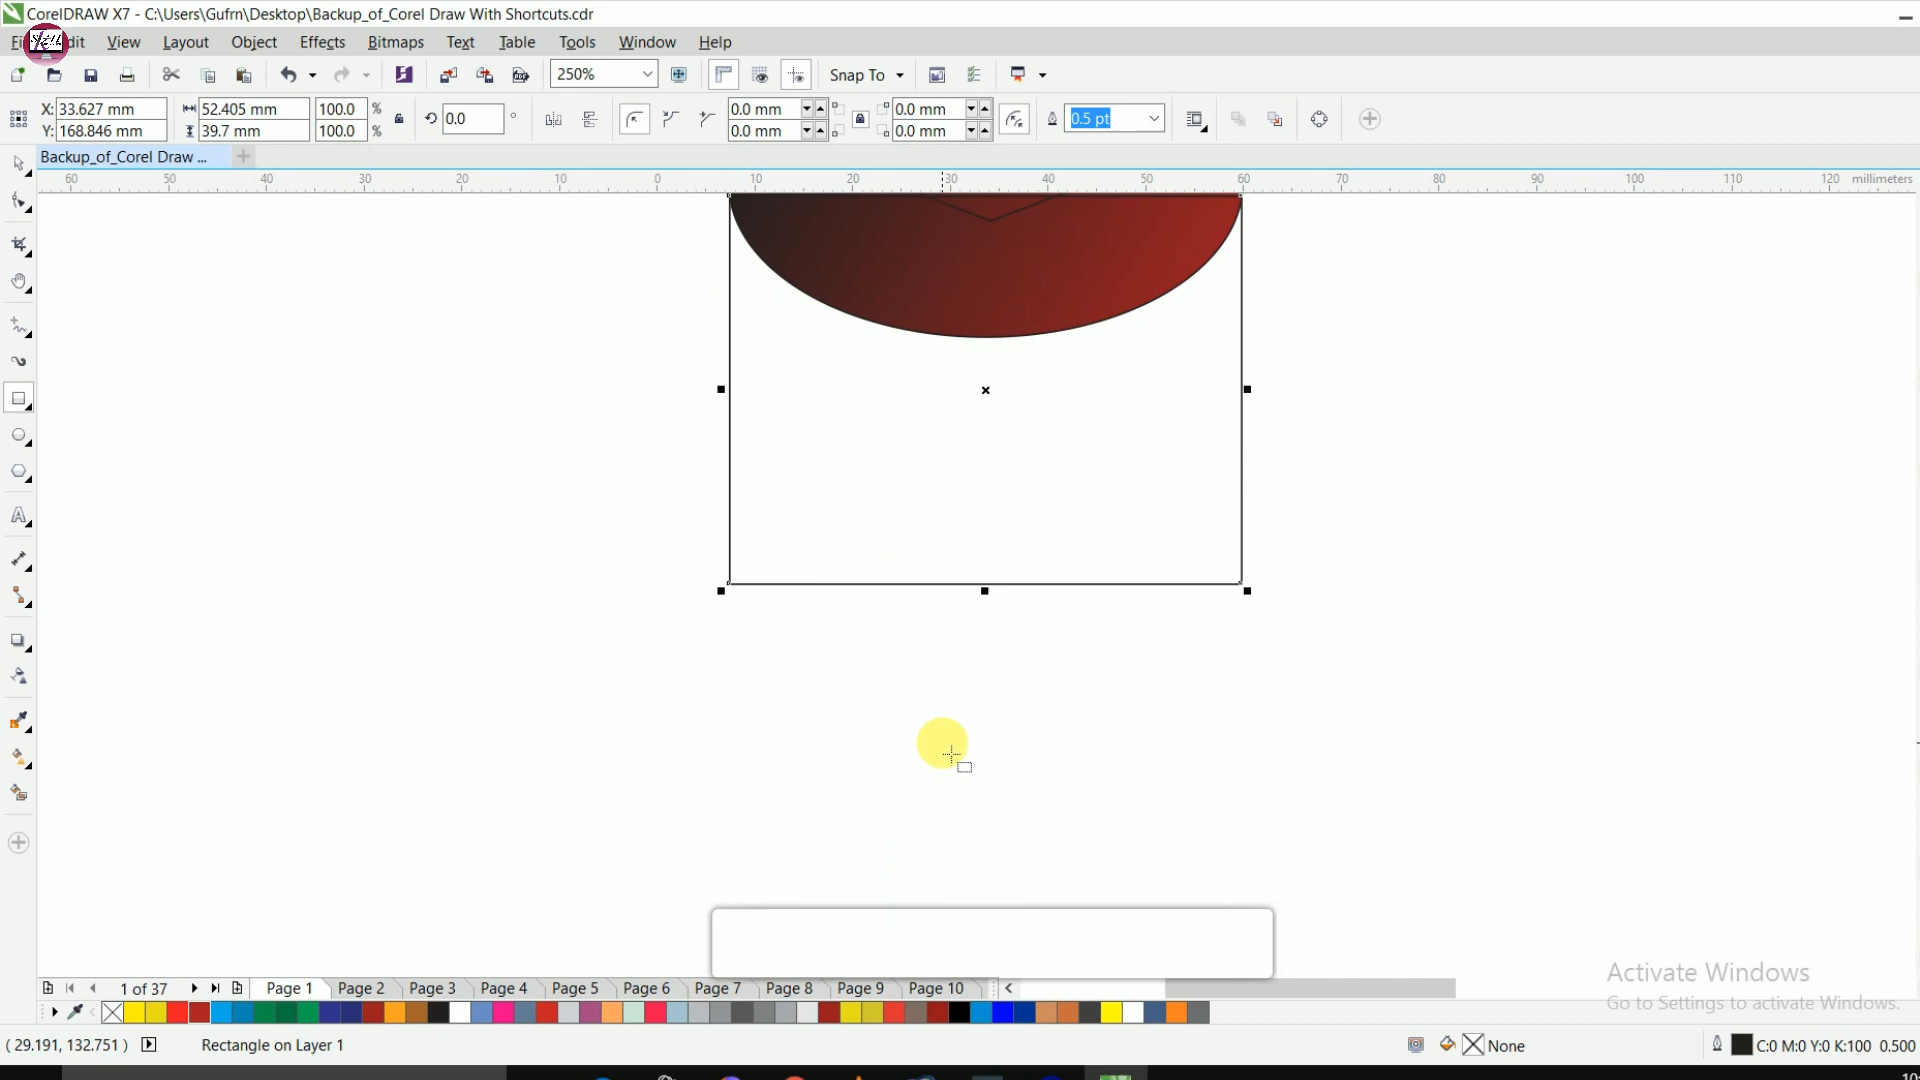 CorelDRAW X7 - C:\Users\Gufrn\Desktop\Backup_of_Corel Draw With Shortcuts.cdr
View Layout Object Effects Bitmaps Text Table Tools Window Help
250% Snap To
X: 33.627 mm 52.405 mm 100.0 % 0.0 ° 0.0 mm 0.0 mm 0.5 pt
Y: 168.846 mm 39.7 mm 100.0 % 0.0 mm 0.0 mm
Backup_of_Corel Draw ...
60 50 40 30 20 10 0 10 20 30 40 50 60 70 80 90 100 110 120 millimeters
Activate Windows
Go to Settings to activate Windows.
1 of 37 Page 1 Page 2 Page 3 Page 4 Page 5 Page 6 Page 7 Page 8 Page 9 Page 10
( 29.191, 132.751 ) Rectangle on Layer 1 None C:0 M:0 Y:0 K:100 0.500